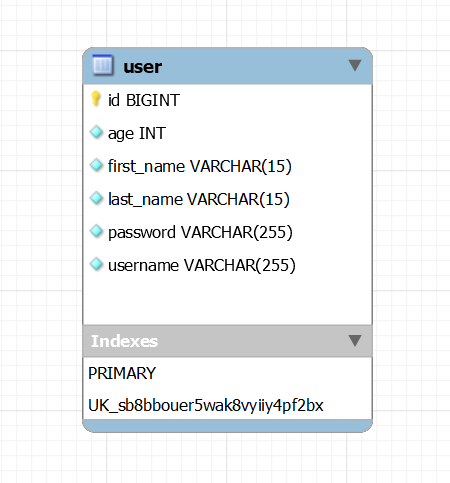 user
id BIGINT
age INT
first_name VARCHAR(15)
last_name VARCHAR(15)
password VARCHAR(255)
username VARCHAR(255)
Indexes
PRIMARY
UK_sb8bbouer5wak8vyiiy4pf2bx